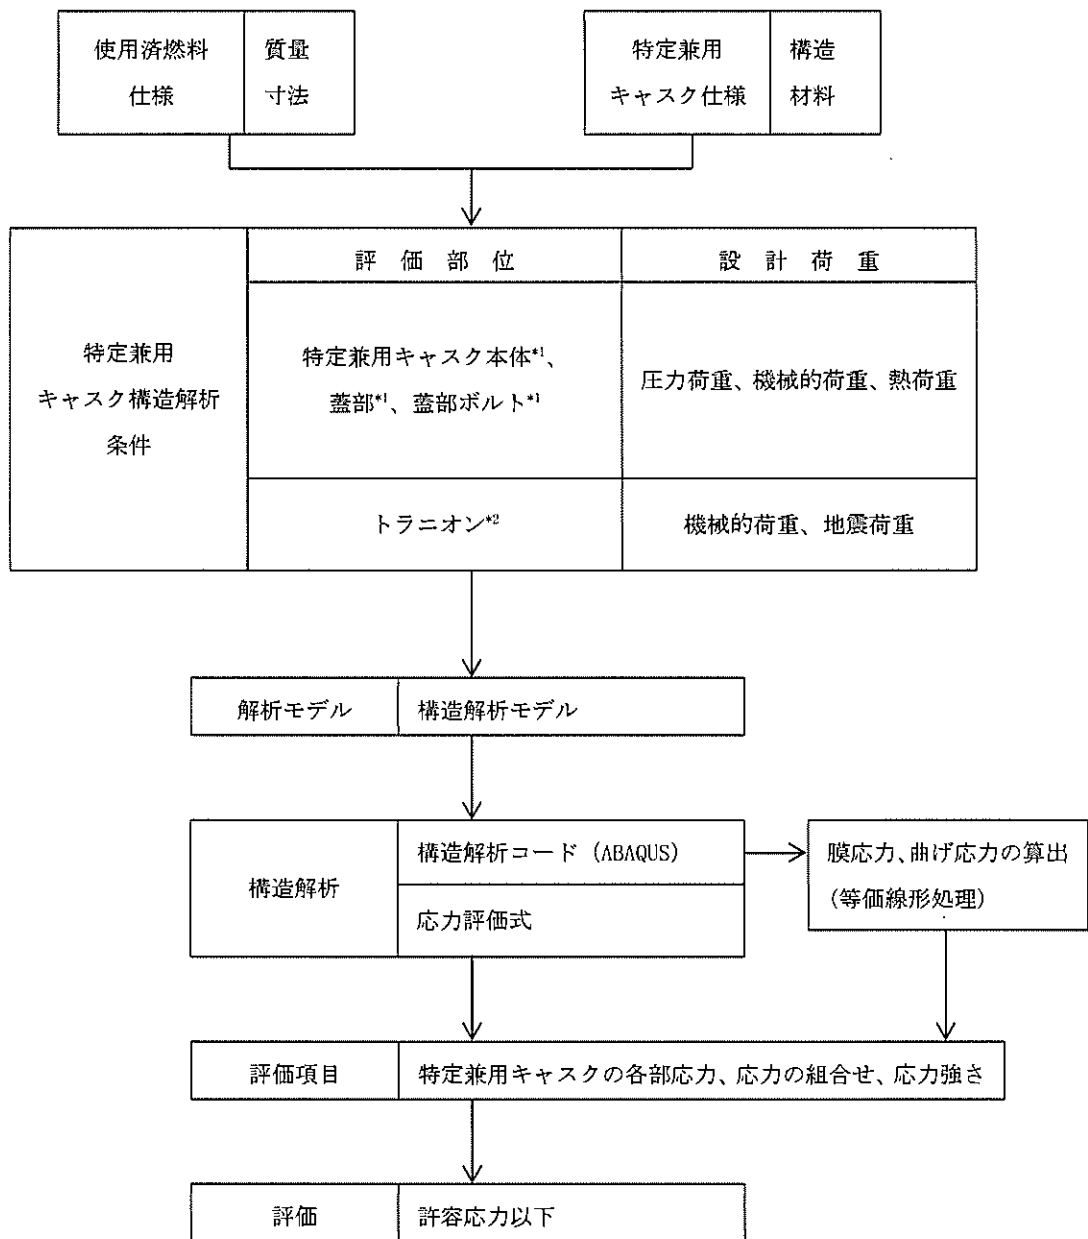 使用済燃料
仕様
質量
寸法
特定兼用
キャスク仕様
構造
材料
特定兼用
キャスク構造解析
条件
評 価 部 位
設 計 荷 重
特定兼用キャスク本体*1、
蓋部*1、蓋部ボルト*1
圧力荷重、機械的荷重、熱荷重
トラニオン*2
機械的荷重、地震荷重
解析モデル
構造解析モデル
構造解析
構造解析コード (ABAQUS)
応力評価式
膜応力、曲げ応力の算出
(等価線形処理)
評価項目
特定兼用キャスクの各部応力、応力の組合せ、応力強さ
評価
許容応力以下